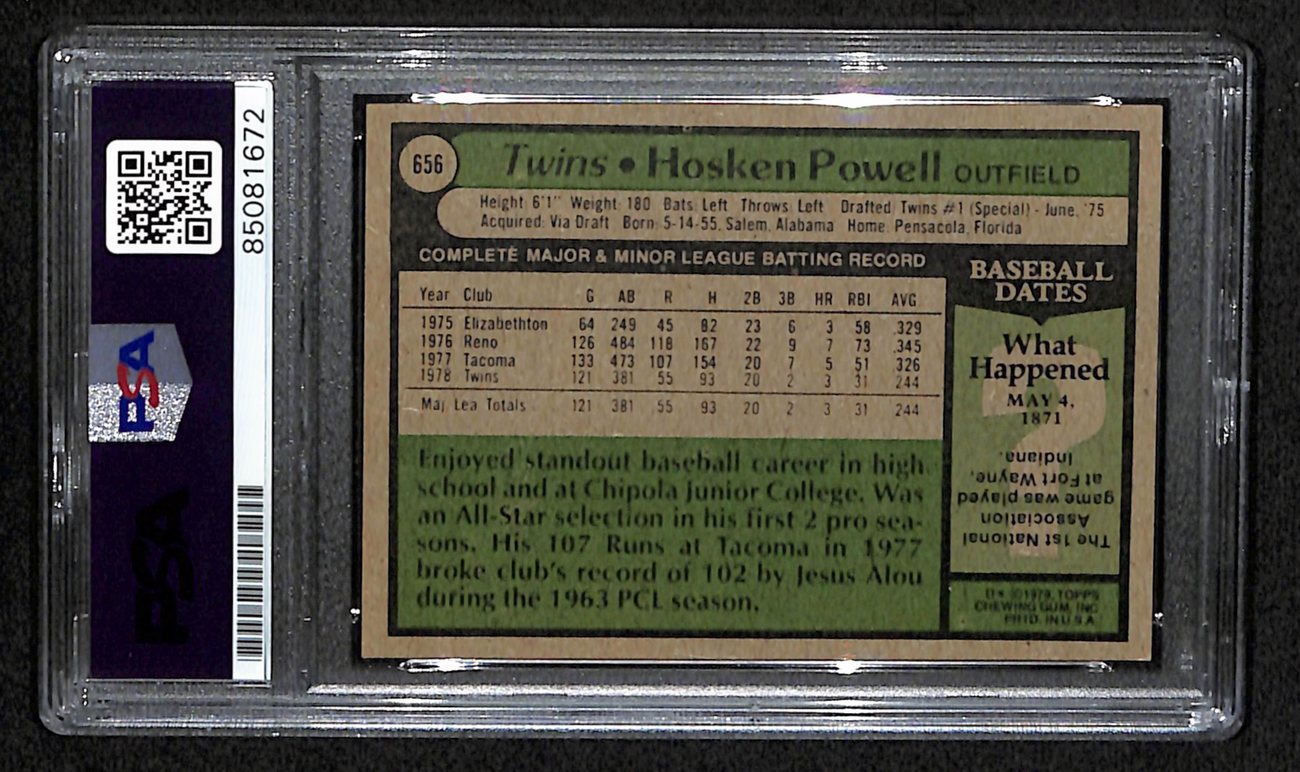 85081672
PSA
PSA
656
Twins • Hosken Powell OUTFIELD
Height: 6'1" Weight: 180 Bats: Left Throws: Left Drafted: Twins #1 (Special) - June, '75
Acquired: Via Draft Born: 5-14-55, Salem, Alabama Home: Pensacola, Florida
COMPLETE MAJOR & MINOR LEAGUE BATTING RECORD
Year Club G AB R H 2B 3B HR RBI AVG.
1975 Elizabethton 64 249 45 82 23 6 3 58 .329
1976 Reno 126 484 118 167 22 9 7 73 .345
1977 Tacoma 133 473 107 154 20 7 5 51 .326
1978 Twins 121 381 55 93 20 2 3 31 .244
Maj. Lea. Totals 121 381 55 93 20 2 3 31 .244
Enjoyed standout baseball career in high
school and at Chipola Junior College. Was
an All-Star selection in his first 2 pro sea-
sons. His 107 Runs at Tacoma in 1977
broke club's record of 102 by Jesus Alou
during the 1963 PCL season.
BASEBALL
DATES
What
Happened
MAY 4,
1871
?
The 1st National
Association
game was played
at Fort Wayne,
Indiana.
D* ©1979, TOPPS
CHEWING GUM, INC
PRTD. IN U.S.A.